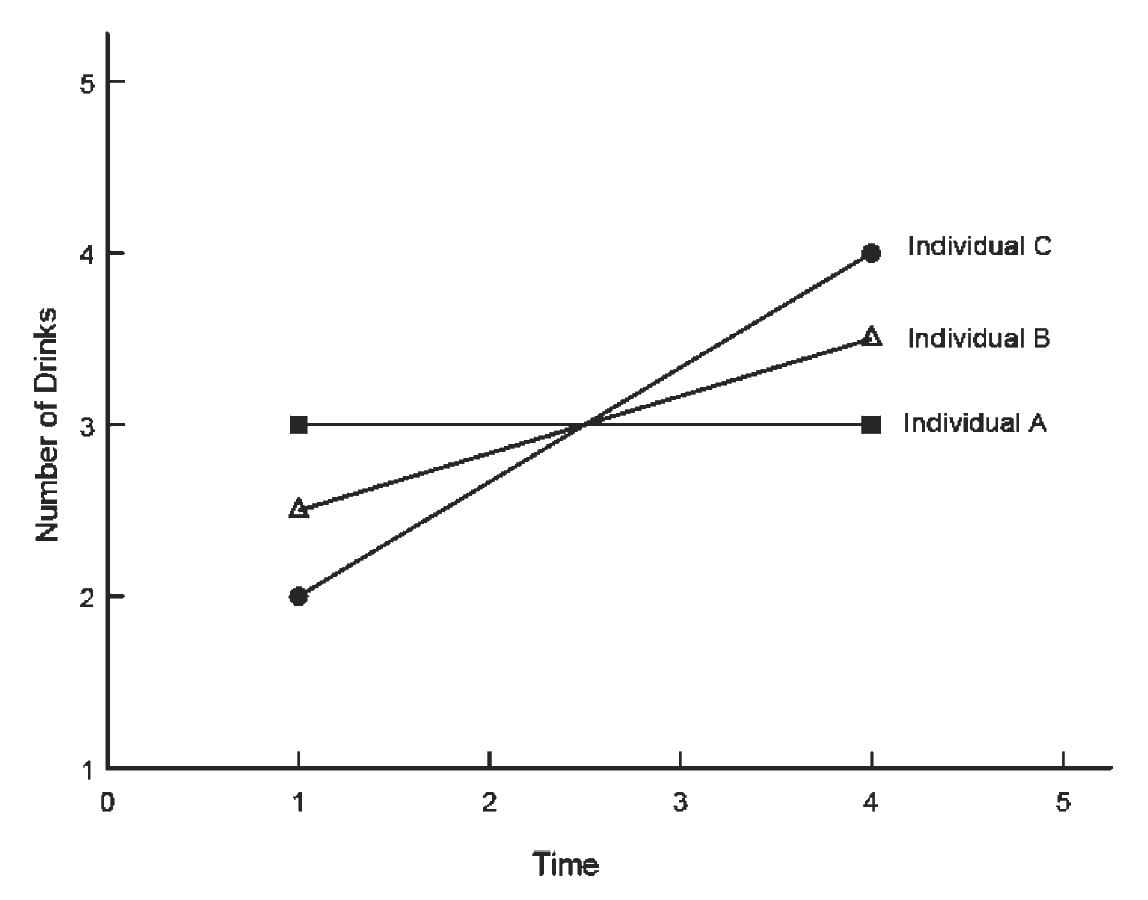 5
4
3
2
1
Number of Drinks
Individual C
Individual B
Individual A
0 1 2 3 4 5
Time